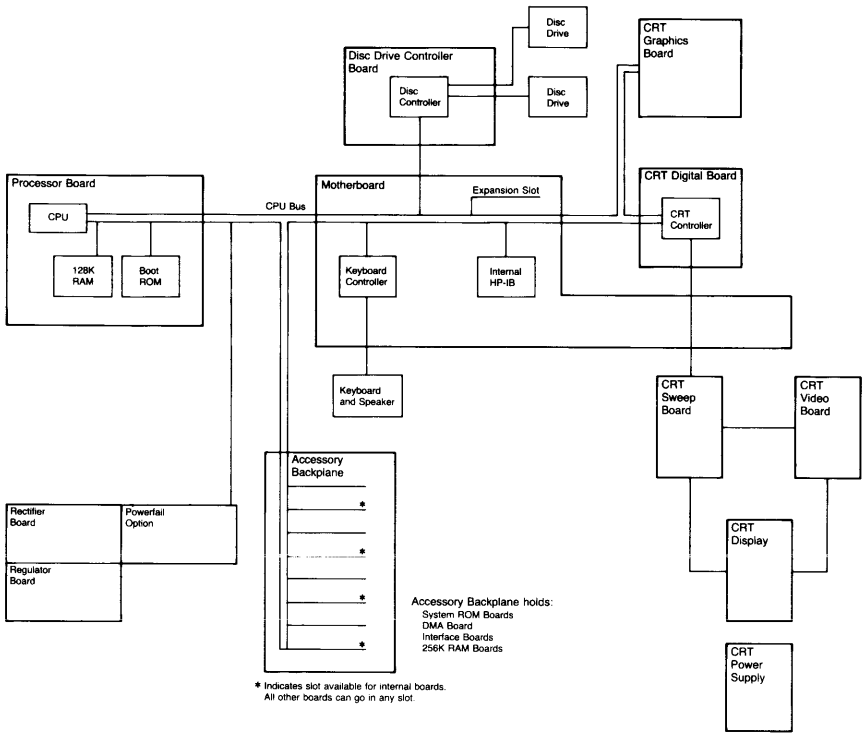 Disc
Drive
CRT
Graphics
Board
Disc Drive Controller
Board
Disc
Controller
Disc
Drive
Processor Board
CPU
128K
RAM
Boot
ROM
CPU Bus
Motherboard
Expansion Slot
Keyboard
Controller
Internal
HP-IB
CRT Digital Board
CRT
Controller
Keyboard
and Speaker
CRT
Sweep
Board
CRT
Video
Board
Accessory
Backplane
*
*
*
*
Rectifier
Board
Powerfail
Option
Regulator
Board
CRT
Display
Accessory Backplane holds:
System ROM Boards
DMA Board
Interface Boards
256K RAM Boards
CRT
Power
Supply
* Indicates slot available for internal boards.
All other boards can go in any slot.